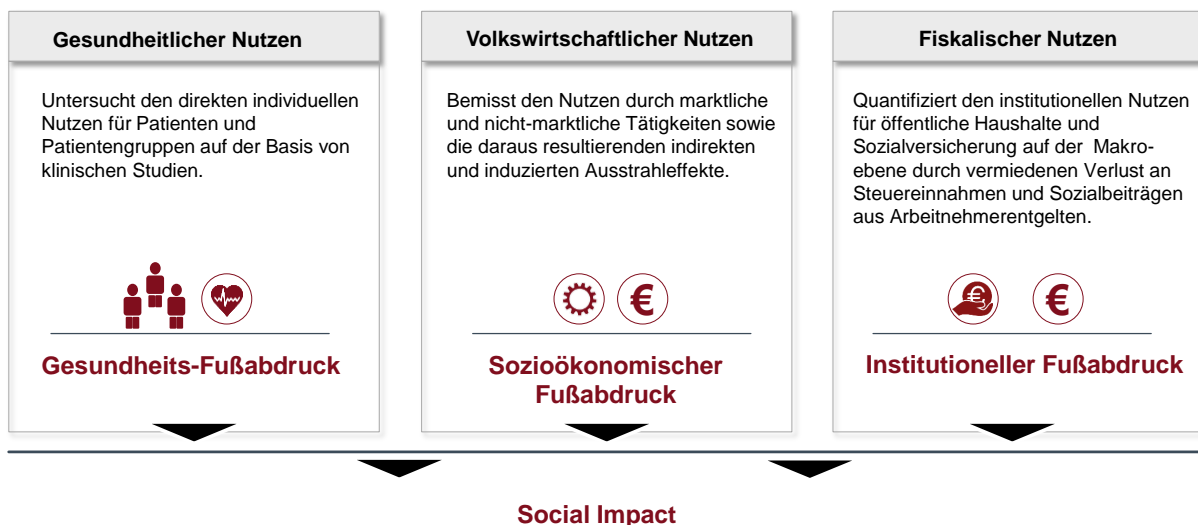 Gesundheitlicher Nutzen
Untersucht den direkten individuellen
Nutzen für Patienten und
Patientengruppen auf der Basis von
klinischen Studien.
Gesundheits-Fußabdruck
Volkswirtschaftlicher Nutzen
Bemisst den Nutzen durch marktliche
und nicht-marktliche Tätigkeiten sowie
die daraus resultierenden indirekten
und induzierten Ausstrahleffekte.
€
Sozioökonomischer
Fußabdruck
Fiskalischer Nutzen
Quantifiziert den institutionellen Nutzen
für öffentliche Haushalte und
Sozialversicherung auf der Makro-
ebene durch vermiedenen Verlust an
Steuereinnahmen und Sozialbeiträgen
aus Arbeitnehmerentgelten.
€ €
Institutioneller Fußabdruck
Social Impact